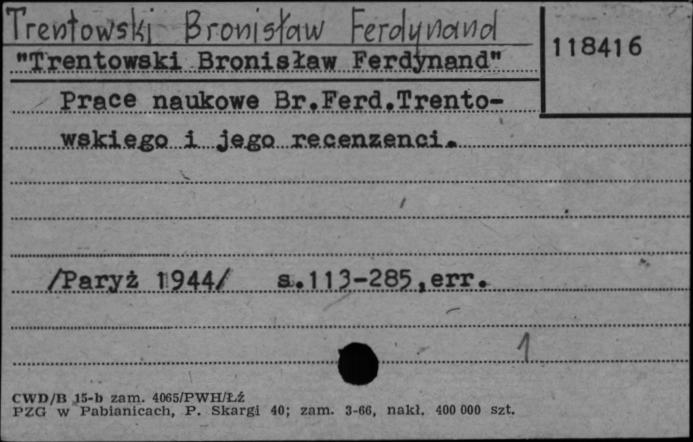 Trentowski Bronisław Ferdynand
118416
"Trentowski Bronisław Ferdynand"
Prace naukowe Br.Ferd.Trento-
wskiego i jego recenzenci.
/Paryż 1944/ s.113-285,err.
1
CWD/B 15-b zam. 4065/PWH/Łź
PZG w Pabianicach, P. Skargi 40; zam. 3-66, nakł. 400 000 szt.